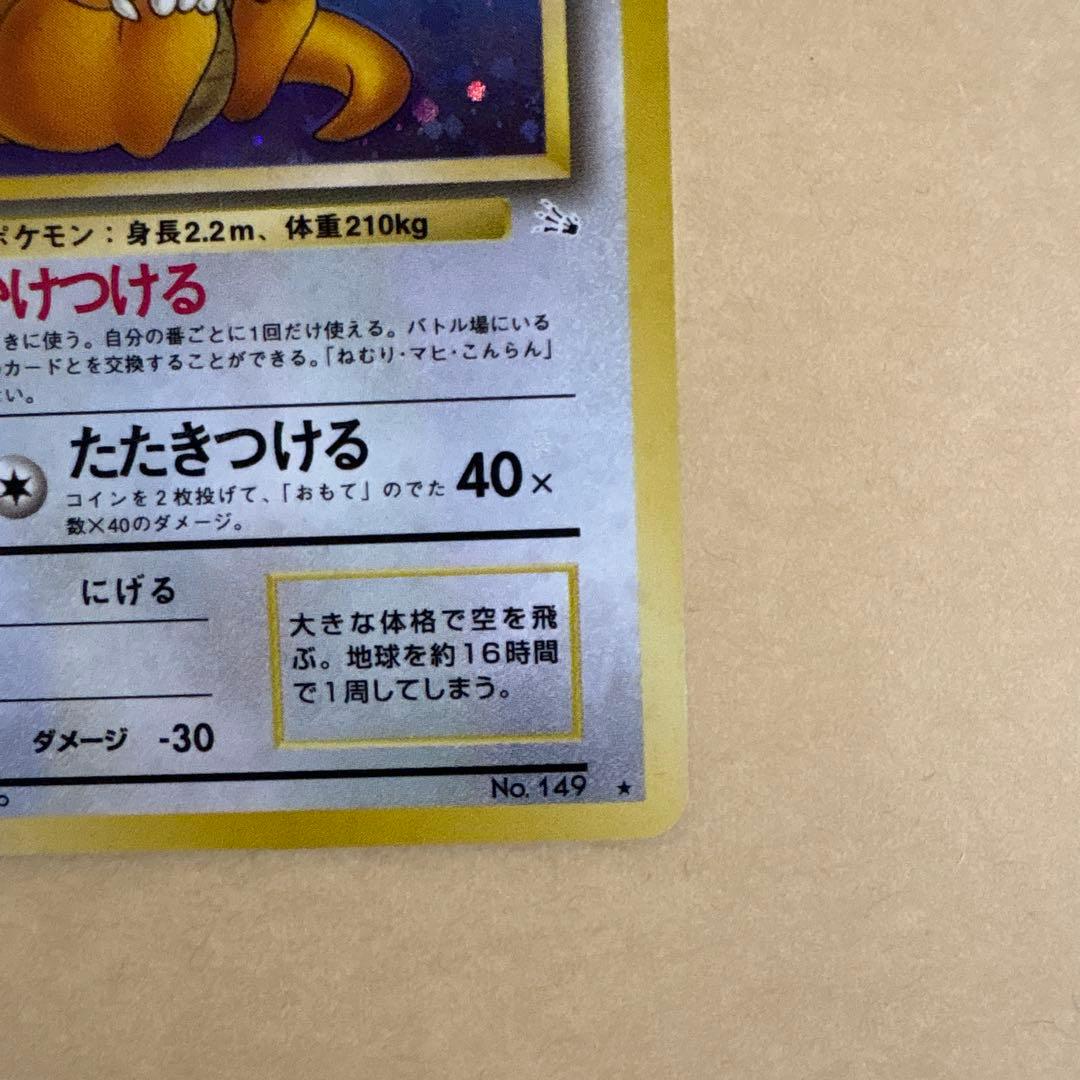 ポケモン：身長2.2m、体重210kg
かけつける
きに使う。自分の番ごとに1回だけ使える。バトル場にいる
カードとを交換することができる。「ねむり・マヒ・こんらん」
い。
たたきつける
40×
コインを2枚投げて、「おもて」のでた
数×40のダメージ。
にげる
大きな体格で空を飛
ぶ。地球を約16時間
で1周してしまう。
ダメージ -30
No. 149 ★